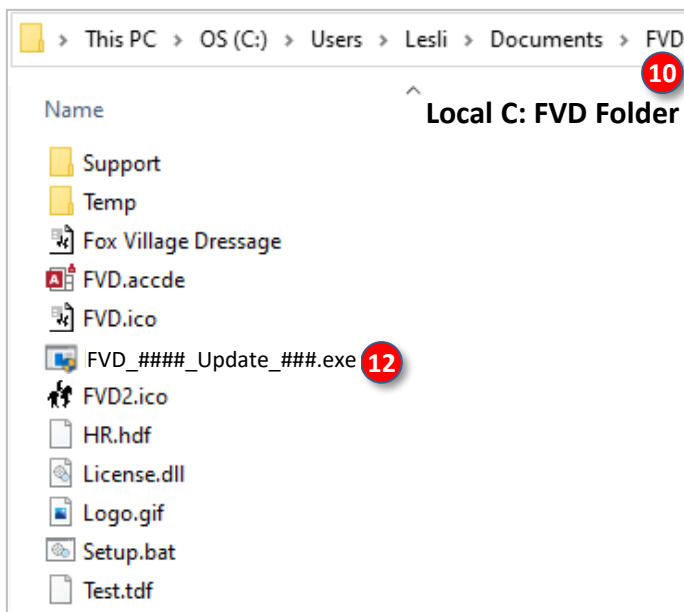 > This PC > OS (C:) > Users > Lesli > Documents > FVD
10
Name
Local C: FVD Folder
Support
Temp
Fox Village Dressage
FVD.accde
FVD.ico
FVD_####_Update_###.exe 12
FVD2.ico
HR.hdf
License.dll
Logo.gif
Setup.bat
Test.tdf